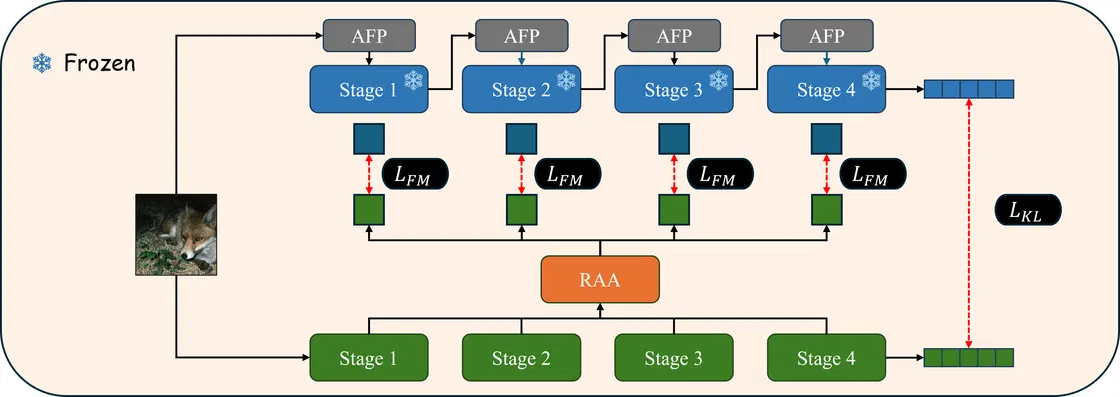 AFP
AFP
AFP
AFP
Frozen
Stage 1
Stage 2
Stage 3
Stage 4
L_FM
L_FM
L_FM
L_FM
L_KL
RAA
Stage 1
Stage 2
Stage 3
Stage 4